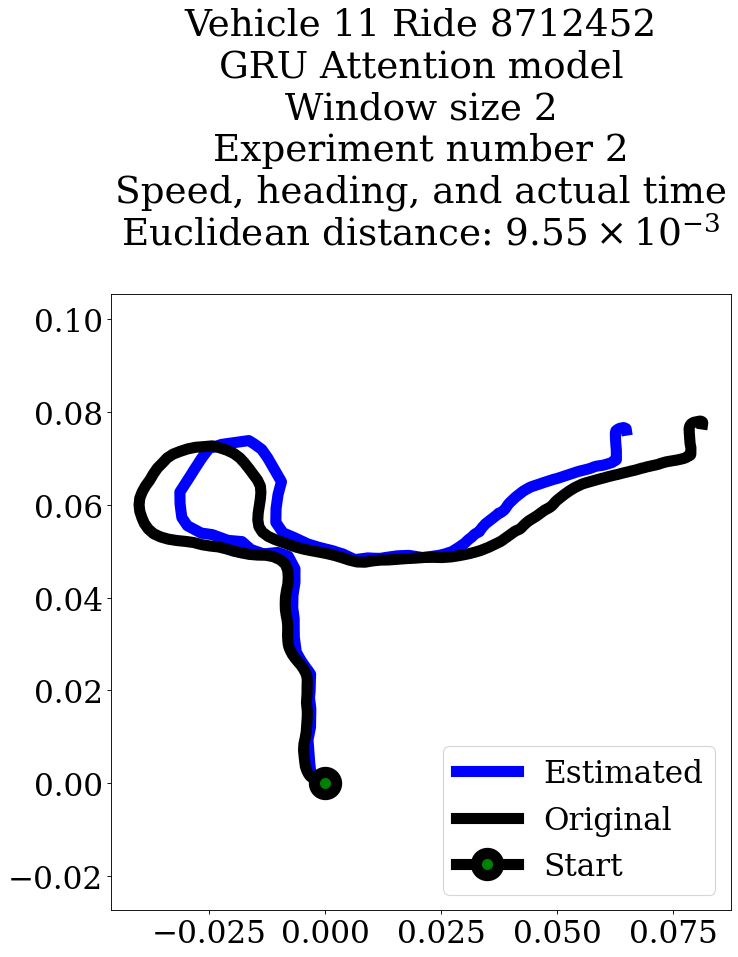 Vehicle 11 Ride 8712452
GRU Attention model
Window size 2
Experiment number 2
Speed, heading, and actual time
Euclidean distance: 9.55 × 10⁻³
0.10
0.08
0.06
0.04
0.02
0.00
−0.02
Estimated
Original
Start
−0.025 0.000 0.025 0.050 0.075